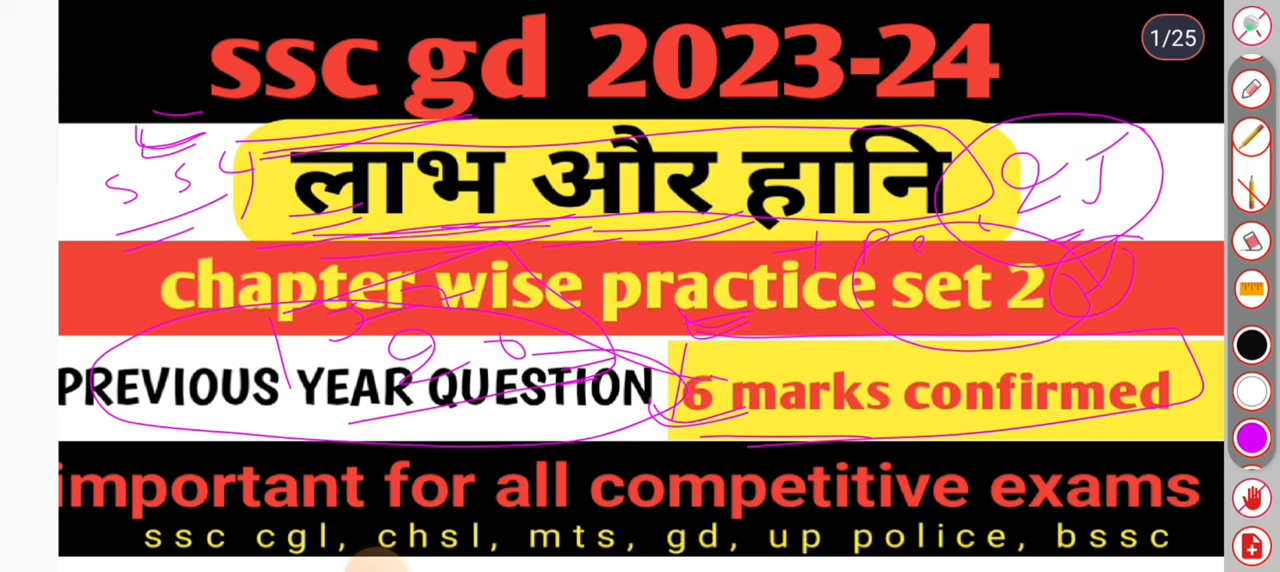 ssc gd 2023-24
1/25
लाभ और हानि
chapter wise practice set 2
PREVIOUS YEAR QUESTION
6 marks confirmed
important for all competitive exams
ssc cgl, chsl, mts, gd, up police, bssc